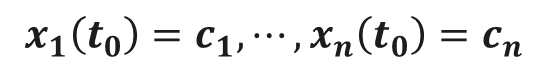 x₁(t₀) = c₁, ⋯, xₙ(t₀) = cₙ